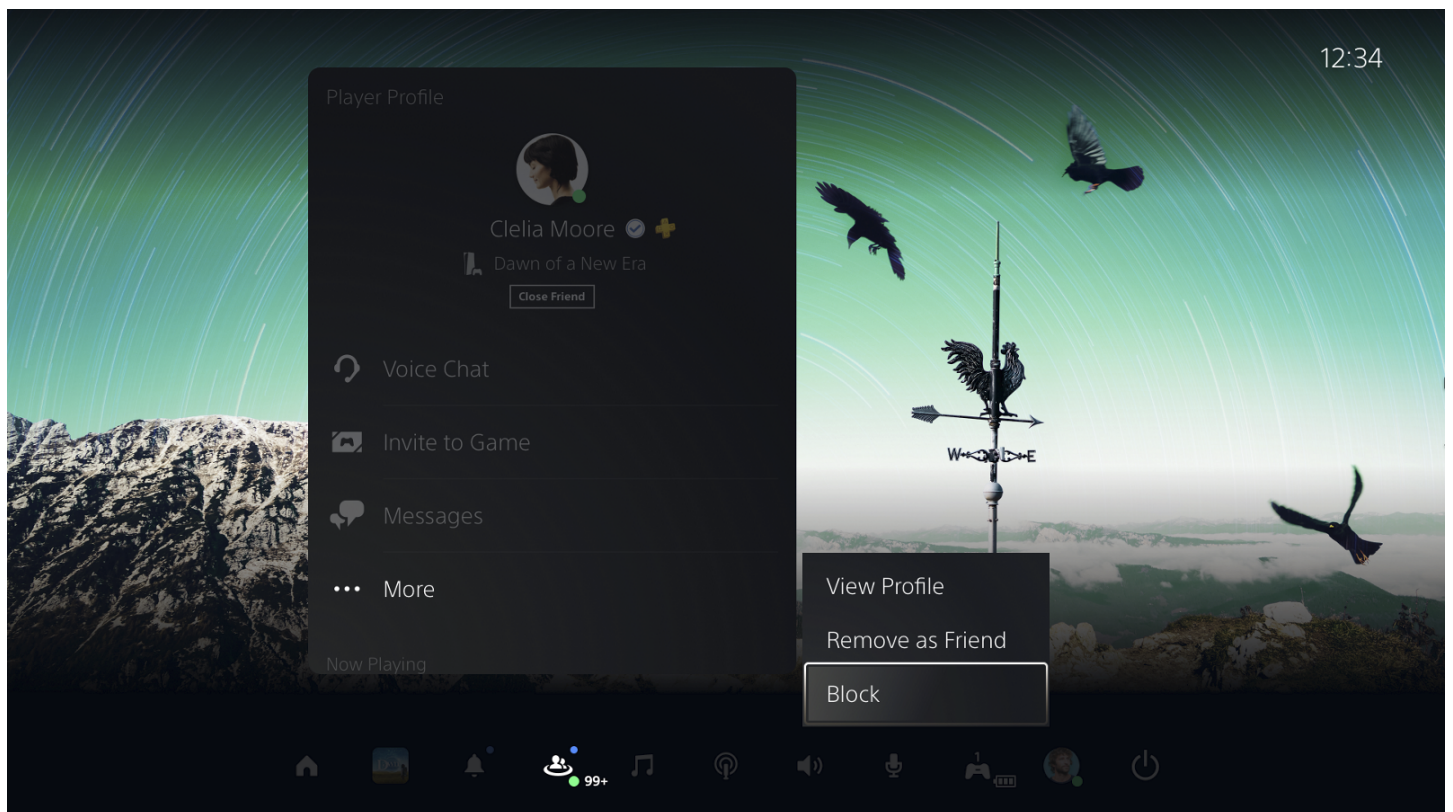 12:34
Player Profile
Clelia Moore
Dawn of a New Era
Close Friend
Voice Chat
Invite to Game
Messages
More
Now Playing
W E
View Profile
Remove as Friend
Block
99+
1